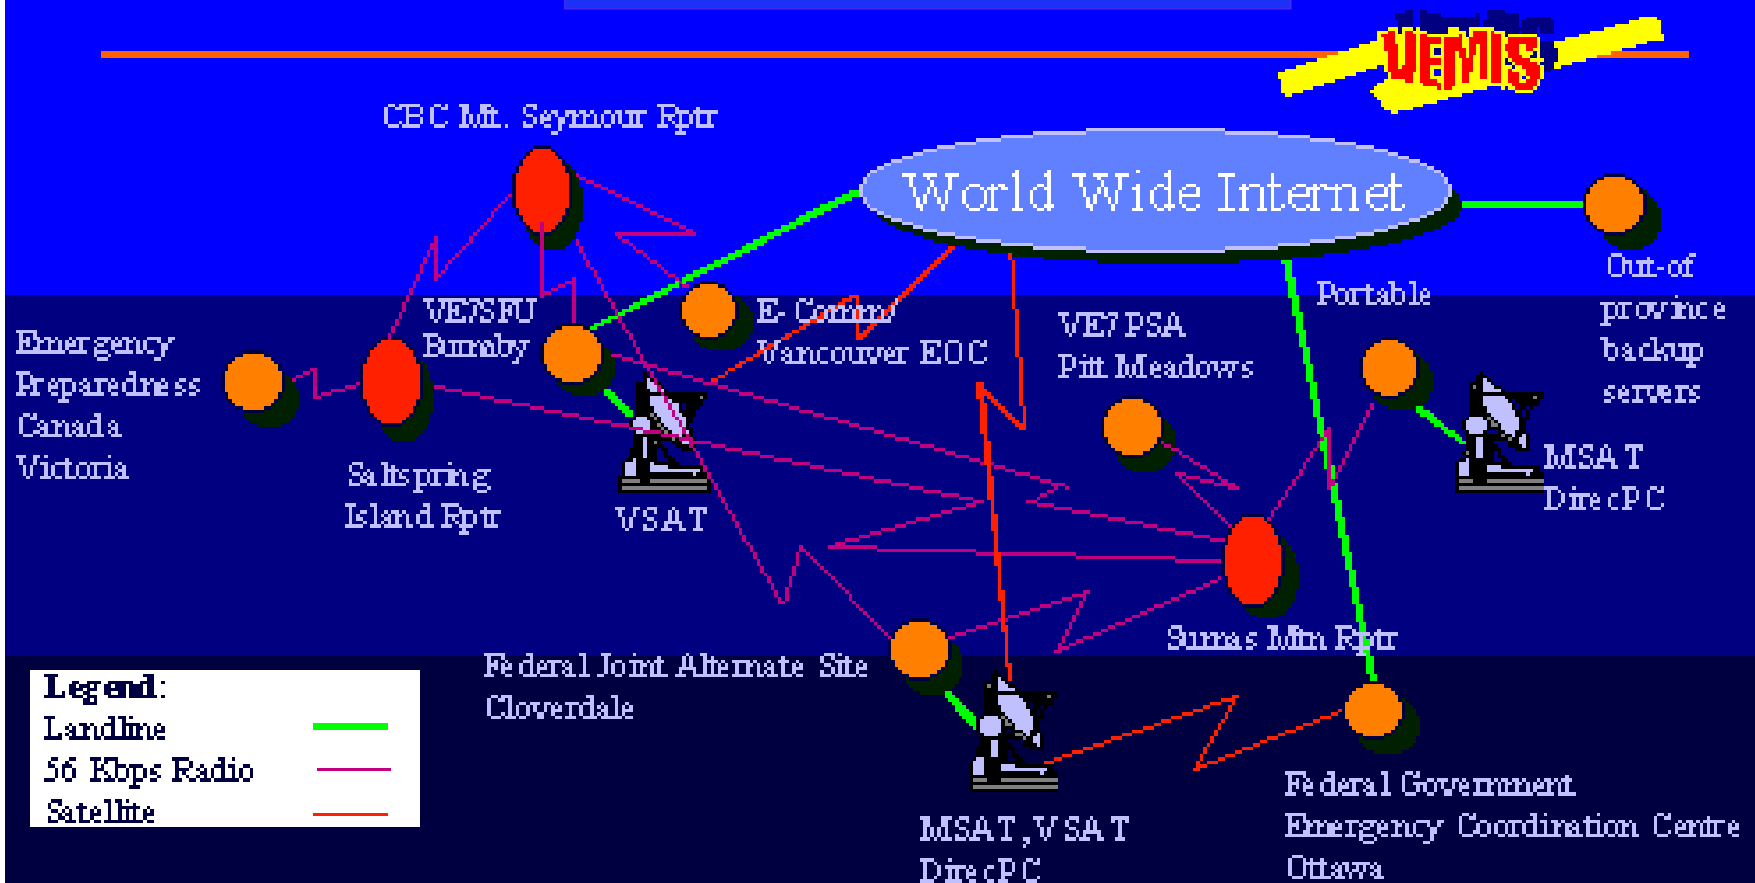 VEMIS
CBC Mt. Seymour Rptr
World Wide Internet
Out-of
province
backup
servers
Portable
VE7SFU
Burnaby
E-Comm/
Vancouver EOC
VE7PSA
Pitt Meadows
Emergency
Preparedness
Canada
Victoria
Saltspring
Island Rptr
VSAT
MSAT
DirecPC
Sumas Mtn Rptr
Federal Joint Alternate Site
Cloverdale
Legend:
Landline
56 Kbps Radio
Satellite
MSAT,VSAT
DirecPC
Federal Government
Emergency Coordination Centre
Ottawa